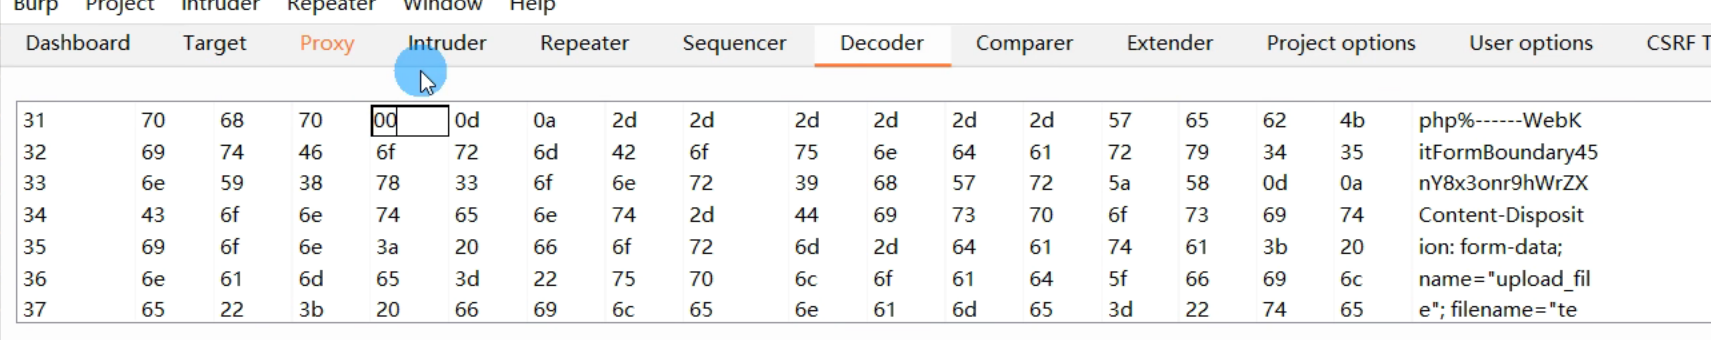 Burp Project Intruder Repeater Window Help
Dashboard Target Proxy Intruder Repeater Sequencer Decoder Comparer Extender Project options User options CSRF T
31 70 68 70 00 0d 0a 2d 2d 2d 2d 2d 2d 57 65 62 4b php%------WebK
32 69 74 46 6f 72 6d 42 6f 75 6e 64 61 72 79 34 35 itFormBoundary45
33 6e 59 38 78 33 6f 6e 72 39 68 57 72 5a 58 0d 0a nY8x3onr9hWrZX
34 43 6f 6e 74 65 6e 74 2d 44 69 73 70 6f 73 69 74 Content-Disposit
35 69 6f 6e 3a 20 66 6f 72 6d 2d 64 61 74 61 3b 20 ion: form-data;
36 6e 61 6d 65 3d 22 75 70 6c 6f 61 64 5f 66 69 6c name="upload_fil
37 65 22 3b 20 66 69 6c 65 6e 61 6d 65 3d 22 74 65 e"; filename="te